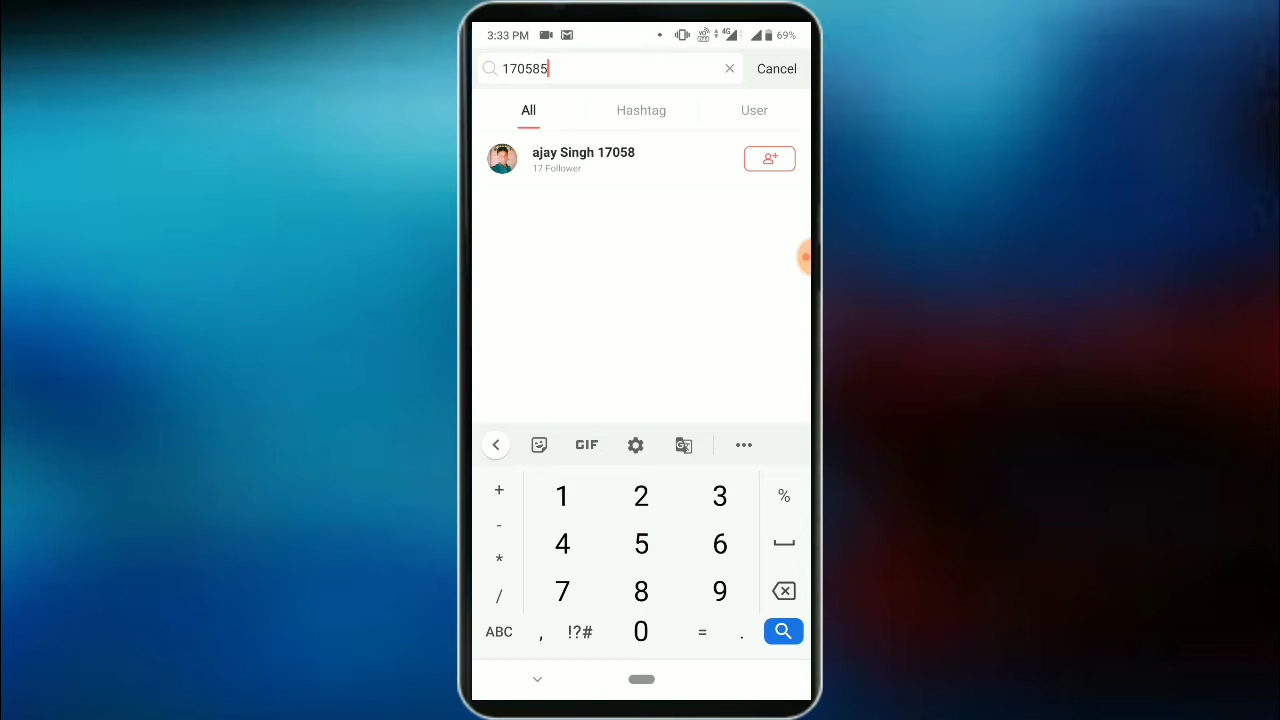 3:33 PM 4G 69%
170585 Cancel
All Hashtag User
ajay Singh 17058
17 Follower
GIF
+ 1 2 3 %
- 4 5 6
*
7 8 9
/
ABC , !?# 0 = .